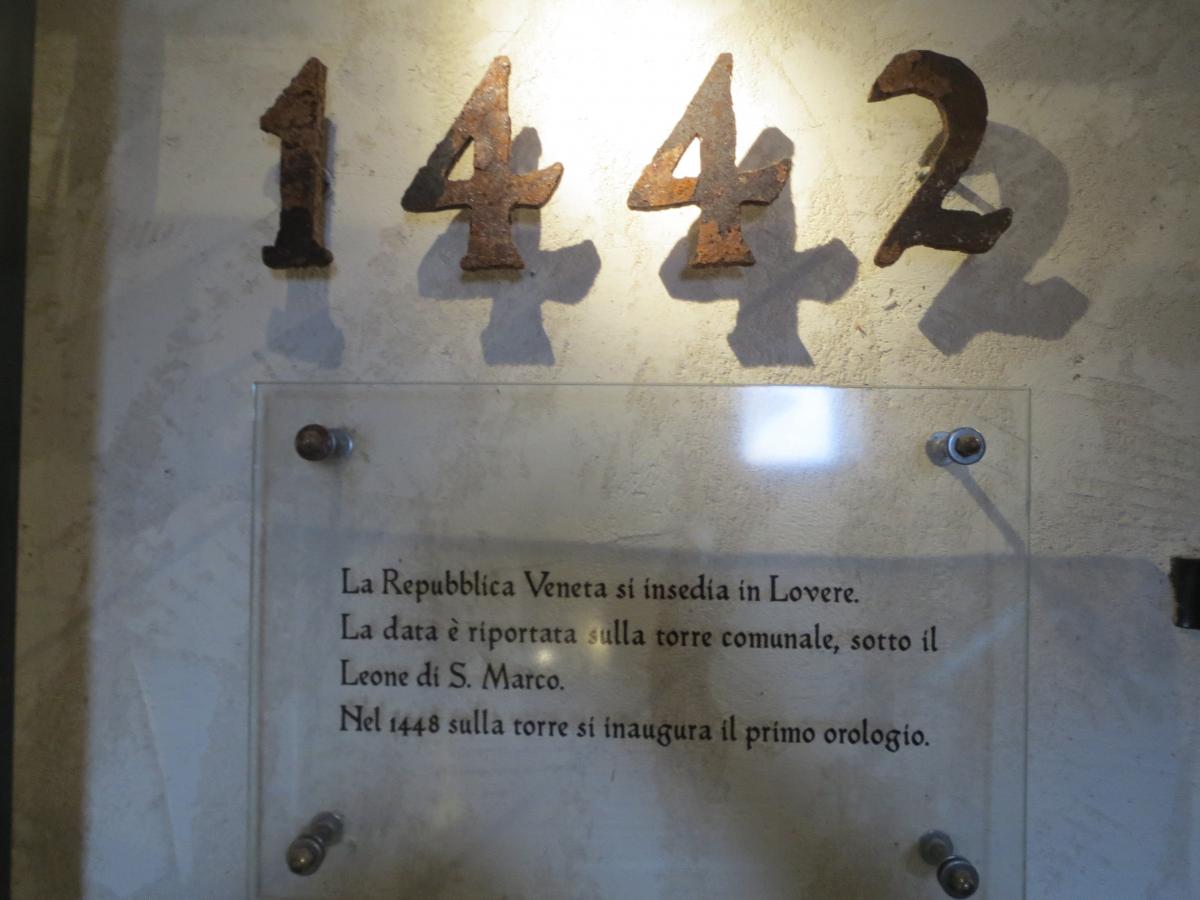 1442
La Repubblica Veneta si insedia in Lovere.
La data è riportata sulla torre comunale, sotto il
Leone di S. Marco.
Nel 1448 sulla torre si inaugura il primo orologio.